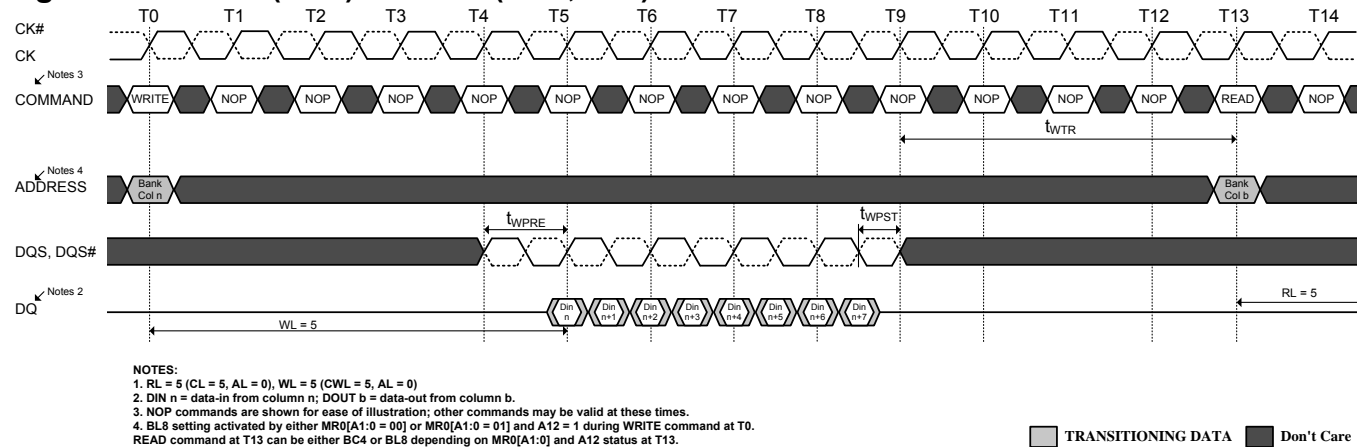 T0 T1 T2 T3 T4 T5 T6 T7 T8 T9 T10 T11 T12 T13 T14
CK#
CK
Notes 3
COMMAND WRITE NOP NOP NOP NOP NOP NOP NOP NOP NOP NOP NOP NOP READ NOP
tWTR
Notes 4
ADDRESS Bank Col n Bank Col b
tWPRE tWPST
DQS, DQS#
Notes 2
DQ Din n Din n+1 Din n+2 Din n+3 Din n+4 Din n+5 Din n+6 Din n+7 RL = 5
WL = 5
NOTES:
1. RL = 5 (CL = 5, AL = 0), WL = 5 (CWL = 5, AL = 0)
2. DIN n = data-in from column n; DOUT b = data-out from column b.
3. NOP commands are shown for ease of illustration; other commands may be valid at these times.
4. BL8 setting activated by either MR0[A1:0 = 00] or MR0[A1:0 = 01] and A12 = 1 during WRITE command at T0.
READ command at T13 can be either BC4 or BL8 depending on MR0[A1:0] and A12 status at T13.
TRANSITIONING DATA Don't Care